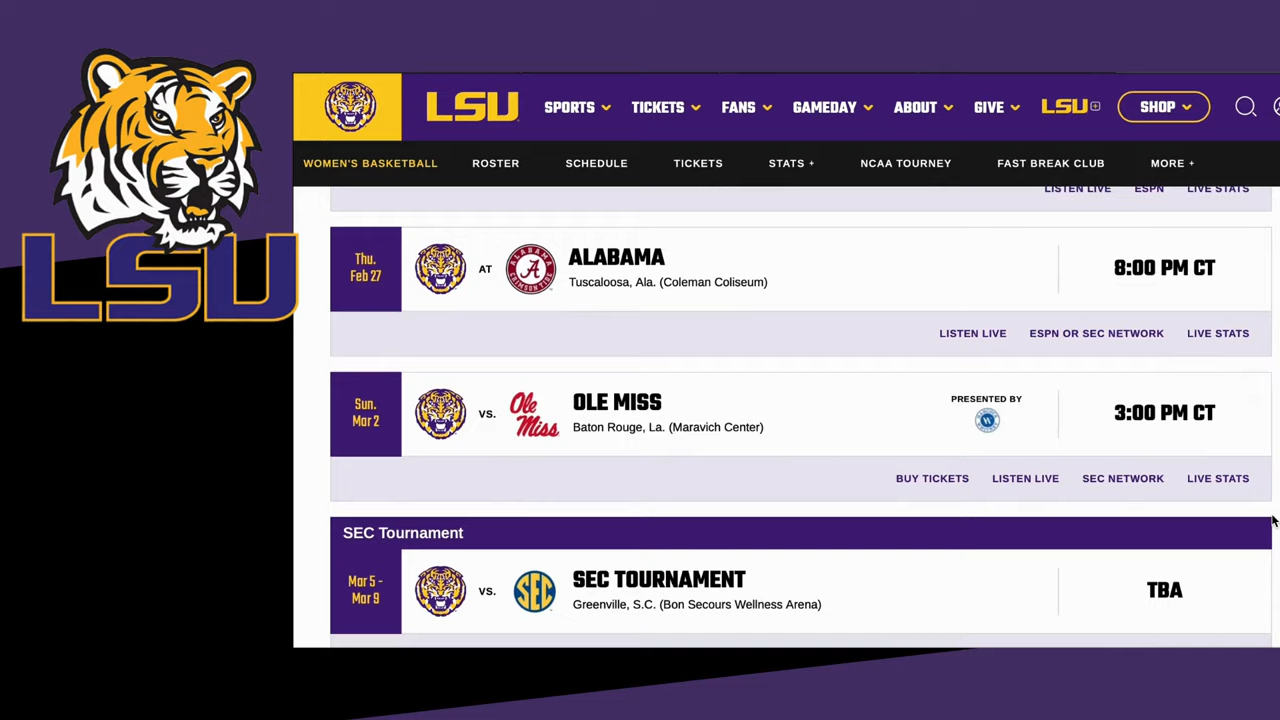 LSU
LSU SPORTS TICKETS FANS GAMEDAY ABOUT GIVE LSU+ SHOP
WOMEN'S BASKETBALL ROSTER SCHEDULE TICKETS STATS + NCAA TOURNEY FAST BREAK CLUB MORE +
LISTEN LIVE ESPN LIVE STATS
Thu.
Feb 27
AT
ALABAMA CRIMSON TIDE
A
ALABAMA
Tuscaloosa, Ala. (Coleman Coliseum)
8:00 PM CT
LISTEN LIVE ESPN OR SEC NETWORK LIVE STATS
Sun.
Mar 2
VS.
Ole
Miss
OLE MISS
Baton Rouge, La. (Maravich Center)
PRESENTED BY
W
3:00 PM CT
BUY TICKETS LISTEN LIVE SEC NETWORK LIVE STATS
SEC Tournament
Mar 5 -
Mar 9
VS.
SEC
SEC TOURNAMENT
Greenville, S.C. (Bon Secours Wellness Arena)
TBA